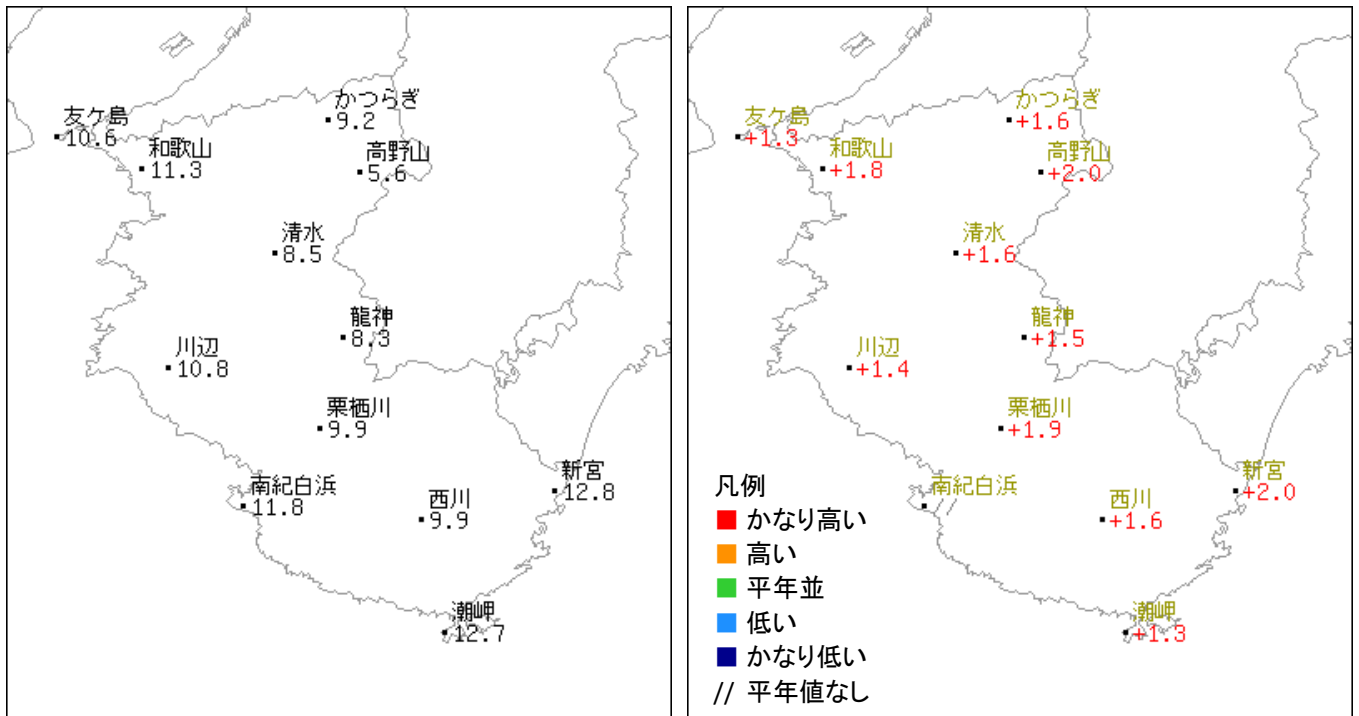 友ケ島
10.6
和歌山
11.3
かつらぎ
9.2
高野山
5.6
清水
8.5
龍神
8.3
川辺
10.8
栗栖川
9.9
南紀白浜
11.8
西川
9.9
新宮
12.8
潮岬
12.7
友ケ島
+1.3
和歌山
+1.8
かつらぎ
+1.6
高野山
+2.0
清水
+1.6
龍神
+1.5
川辺
+1.4
栗栖川
+1.9
南紀白浜
//
西川
+1.6
新宮
+2.0
潮岬
+1.3
凡例
かなり高い
高い
平年並
低い
かなり低い
// 平年値なし